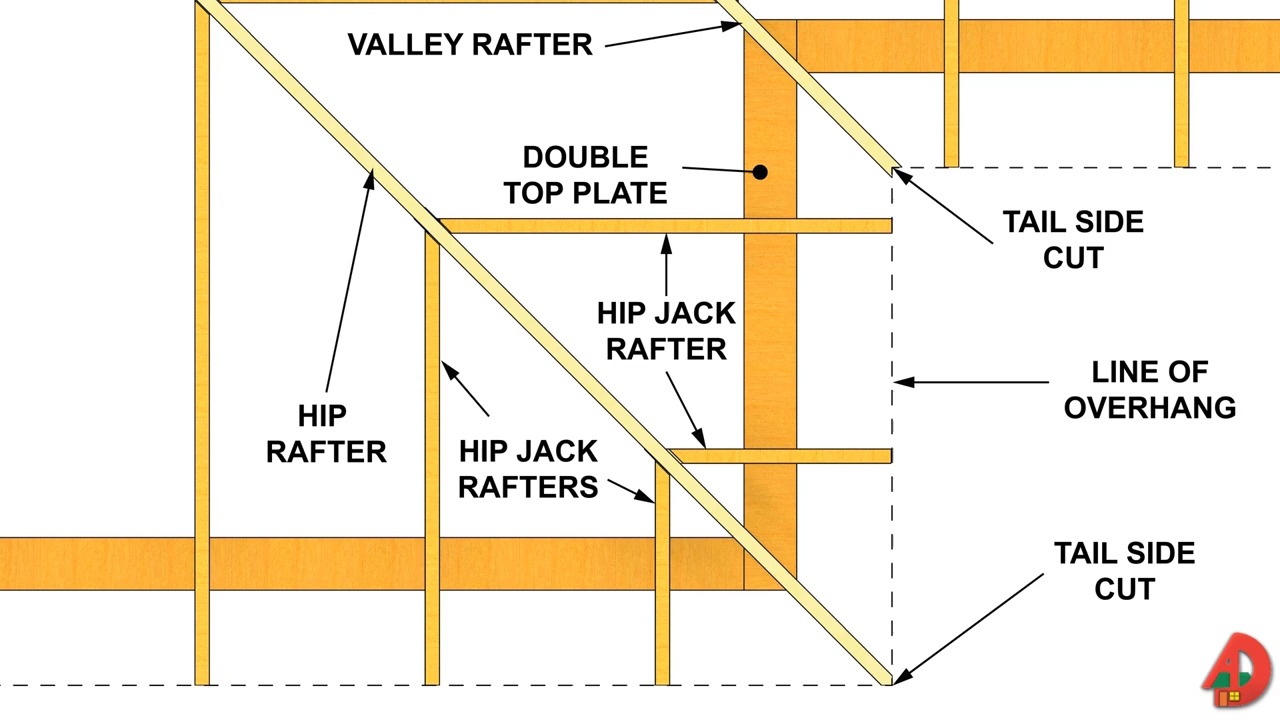 VALLEY RAFTER
DOUBLE
TOP PLATE
TAIL SIDE
CUT
HIP JACK
RAFTER
LINE OF
OVERHANG
HIP
RAFTER
HIP JACK
RAFTERS
TAIL SIDE
CUT
AD